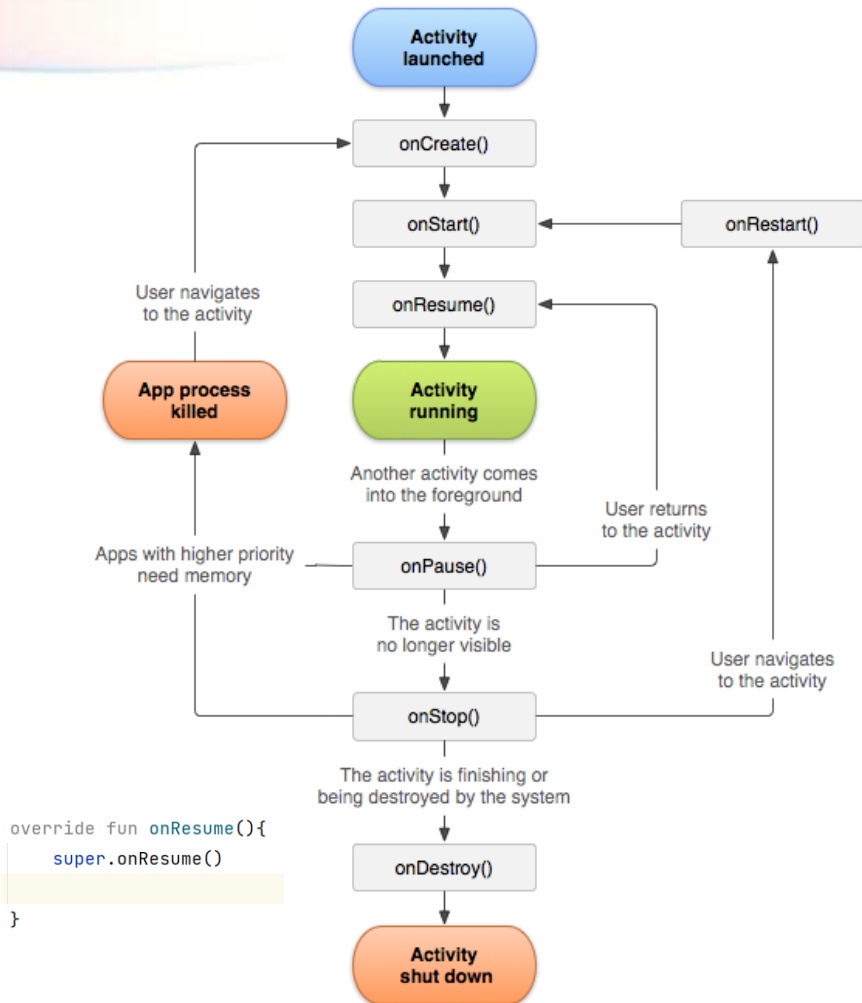 Activity
launched
onCreate()
onStart()
onRestart()
User navigates
to the activity
onResume()
App process
killed
Activity
running
Another activity comes
into the foreground
User returns
to the activity
Apps with higher priority
need memory
onPause()
The activity is
no longer visible
User navigates
to the activity
onStop()
The activity is finishing or
being destroyed by the system
override fun onResume(){
super.onResume()
}
onDestroy()
Activity
shut down